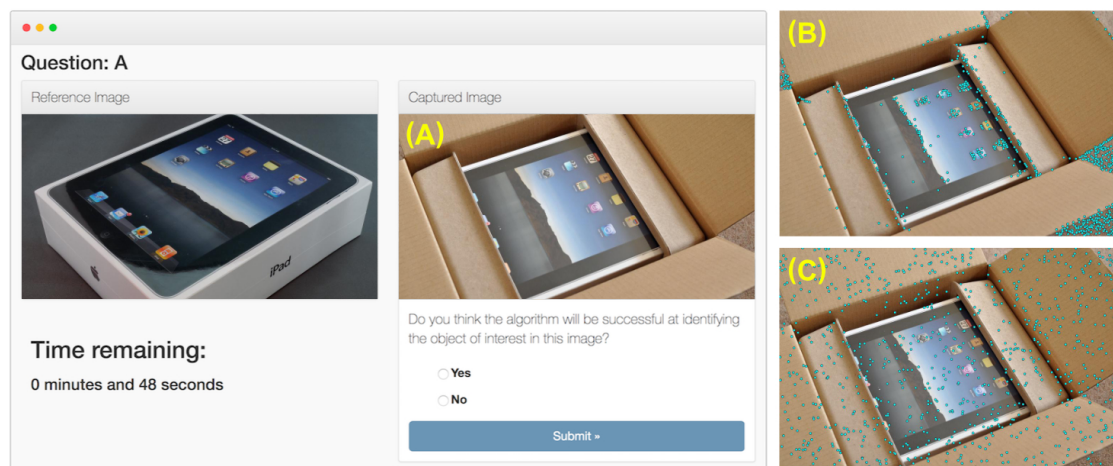 Question: A
Reference Image
iPad
Time remaining:
0 minutes and 48 seconds
Captured Image
(A)
Do you think the algorithm will be successful at identifying
the object of interest in this image?
Yes
No
Submit »
(B)
(C)